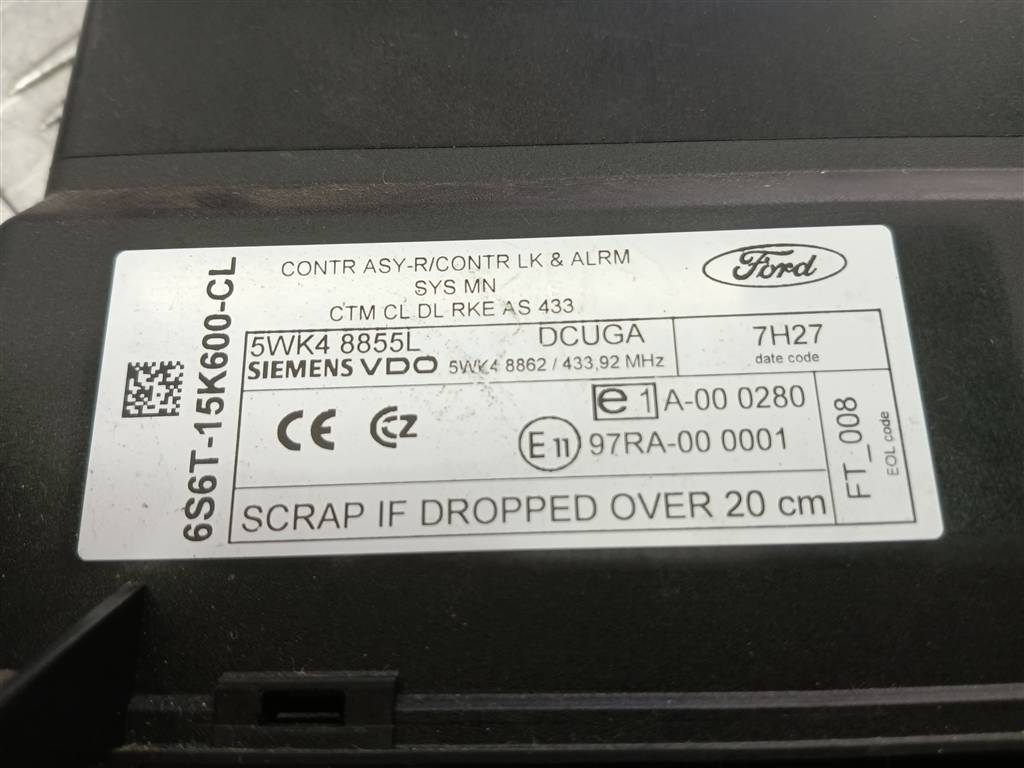 CONTR ASY-R/CONTR LK & ALRM
SYS MN
CTM CL DL RKE AS 433
Ford
6S6T-15K600-CL
5WK4 8855L DCUGA
SIEMENS VDO 5WK4 8862 / 433,92 MHz
7H27
date code
CE CZ
e 1 A-00 0280
E 11 97RA-00 0001
FT_008
EOL code
SCRAP IF DROPPED OVER 20 cm